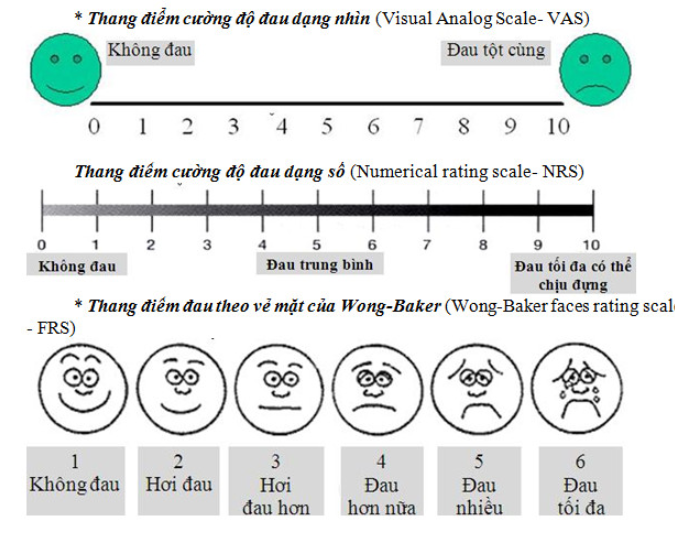 * Thang điểm cường độ đau dạng nhìn (Visual Analog Scale- VAS)
Không đau
Đau tột cùng
0 1 2 3 4 5 6 7 8 9 10
Thang điểm cường độ đau dạng số (Numerical rating scale- NRS)
0 1 2 3 4 5 6 7 8 9 10
Không đau
Đau trung bình
Đau tối đa có thể
chịu đựng
* Thang điểm đau theo vẻ mặt của Wong-Baker (Wong-Baker faces rating scal
- FRS)
1 2 3 4 5 6
Không đau Hơi đau Hơi Đau Đau Đau
đau hơn hơn nữa nhiều tối đa